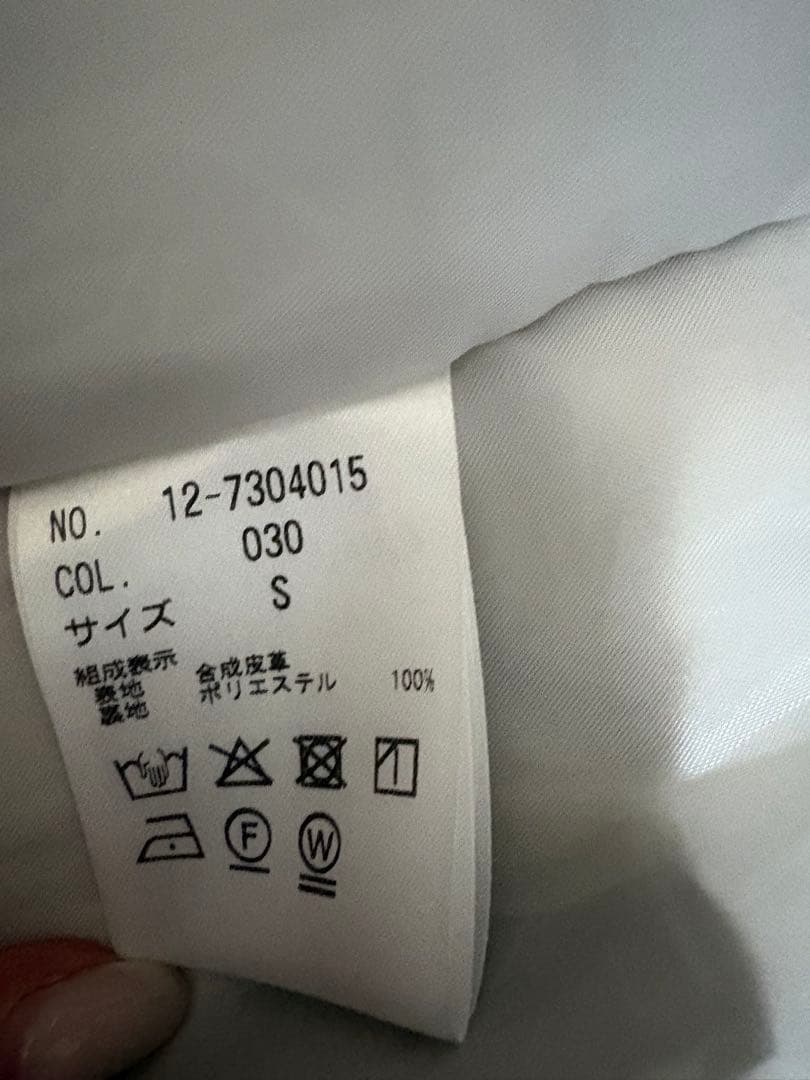 NO. 12-7304015
COL. 030
サイズ S
組成表示
表地 合成皮革
裏地 ポリエステル 100%
F
W